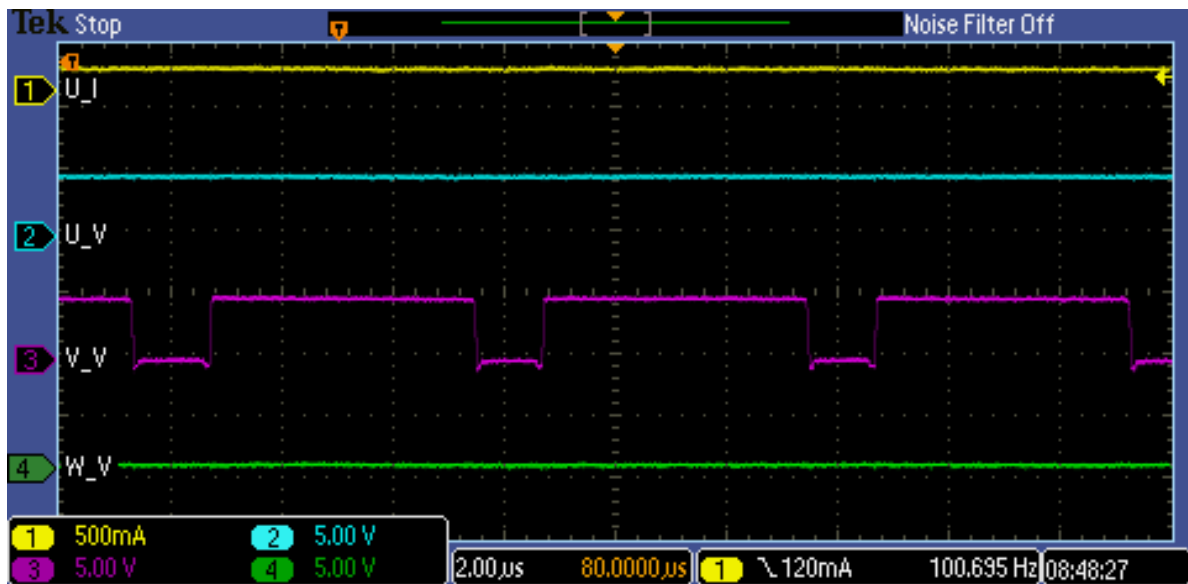 Tek Stop Noise Filter Off
T
T
1 U_I
2 U_V
3 V_V
4 W_V
1 500mA 2 5.00 V
3 5.00 V 4 5.00 V
2.00µs 80.0000µs 1 120mA 100.695 Hz 08:48:27